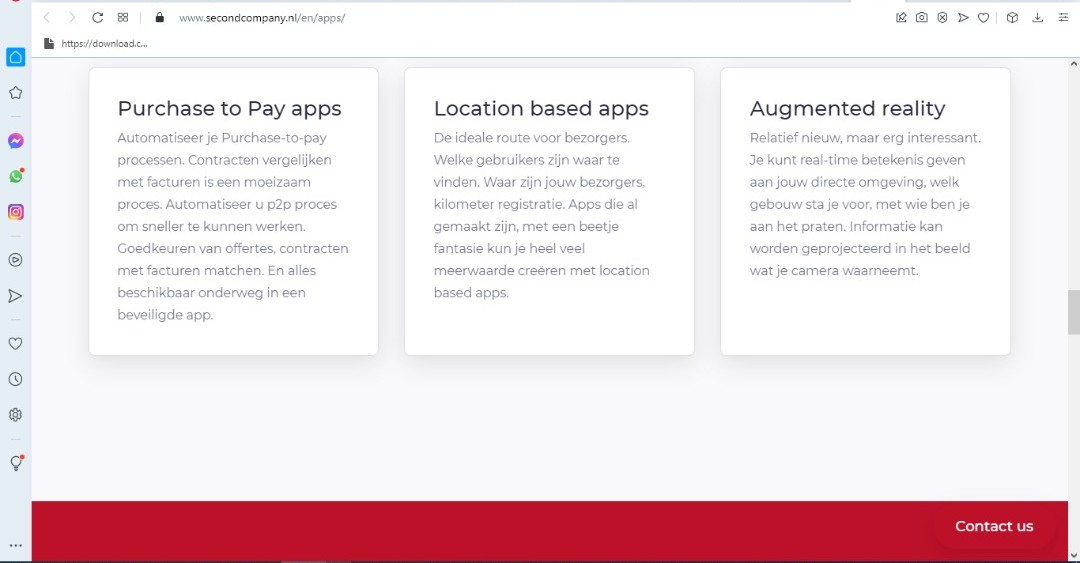 www.secondcompany.nl/en/apps/
https://download.c...
Purchase to Pay apps
Automatiseer je Purchase-to-pay
processen. Contracten vergelijken
met facturen is een moeizaam
proces. Automatiseer u p2p proces
om sneller te kunnen werken.
Goedkeuren van offertes, contracten
met facturen matchen. En alles
beschikbaar onderweg in een
beveiligde app.
Location based apps
De ideale route voor bezorgers.
Welke gebruikers zijn waar te
vinden. Waar zijn jouw bezorgers,
kilometer registratie. Apps die al
gemaakt zijn, met een beetje
fantasie kun je heel veel
meerwaarde creëren met location
based apps.
Augmented reality
Relatief nieuw, maar erg interessant.
Je kunt real-time betekenis geven
aan jouw directe omgeving, welk
gebouw sta je voor, met wie ben je
aan het praten. Informatie kan
worden geprojecteerd in het beeld
wat je camera waarneemt.
Contact us